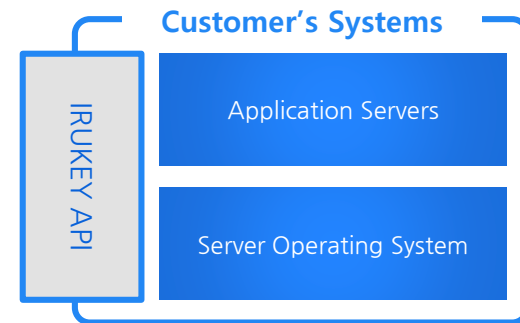 Customer’s Systems
IRUKEY API
Application Servers
Server Operating System